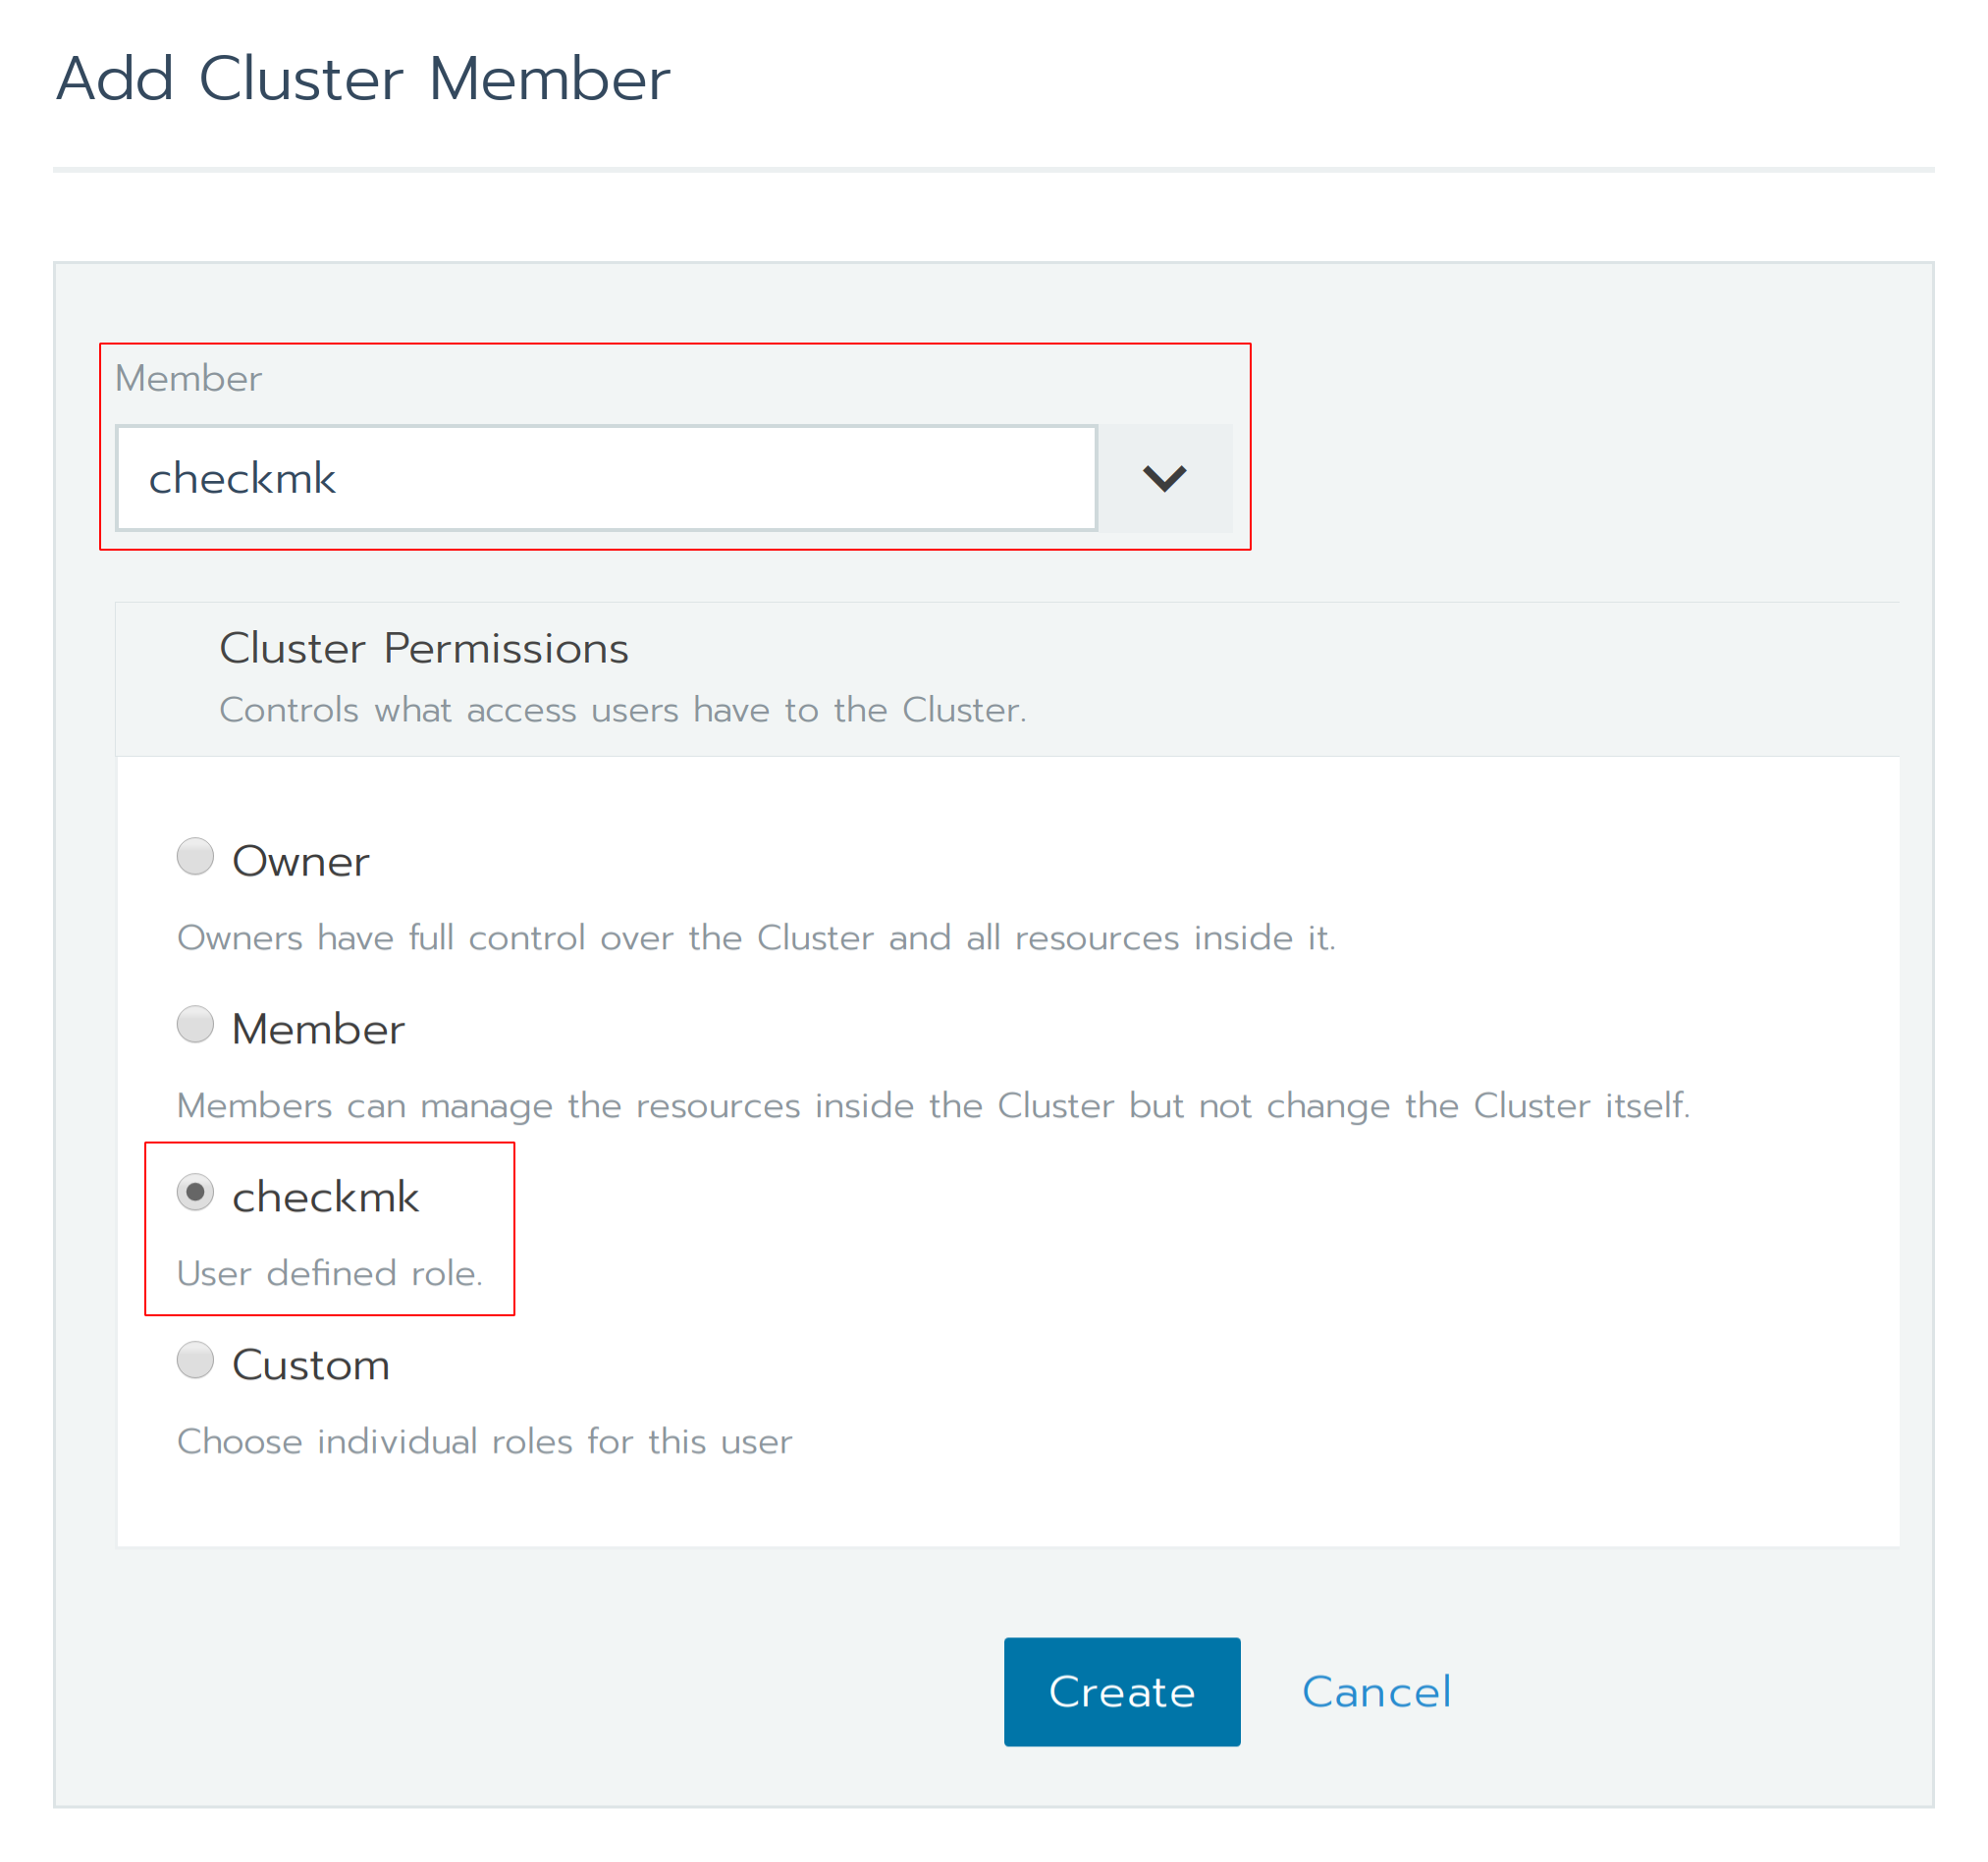 Add Cluster Member
Member
checkmk
Cluster Permissions
Controls what access users have to the Cluster.
Owner
Owners have full control over the Cluster and all resources inside it.
Member
Members can manage the resources inside the Cluster but not change the Cluster itself.
checkmk
User defined role.
Custom
Choose individual roles for this user
Create Cancel